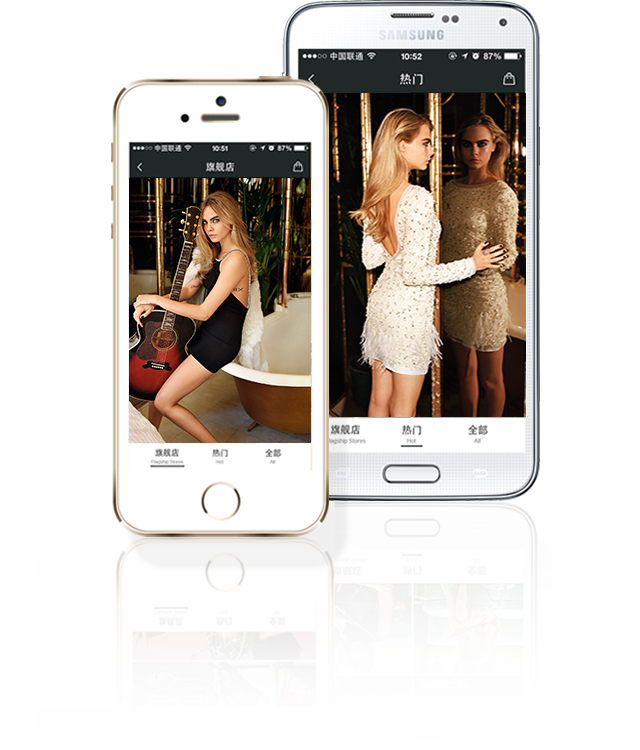 SAMSUNG
中国联通 10:52 87%
热门
中国联通 10:51 87%
旗舰店
旗舰店 热门 全部
Flagship Stores Hot All
旗舰店 热门 全部
lagship Stores Hot All